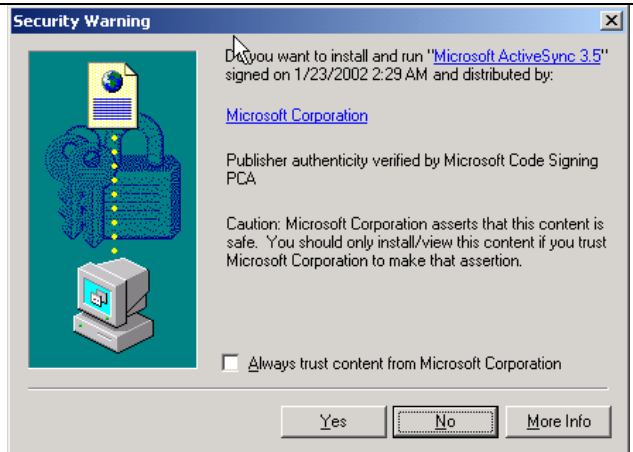 Security Warning
Do you want to install and run "Microsoft ActiveSync 3.5"
signed on 1/23/2002 2:29 AM and distributed by:
Microsoft Corporation
Publisher authenticity verified by Microsoft Code Signing
PCA
Caution: Microsoft Corporation asserts that this content is
safe. You should only install/view this content if you trust
Microsoft Corporation to make that assertion.
Always trust content from Microsoft Corporation
Yes No More Info